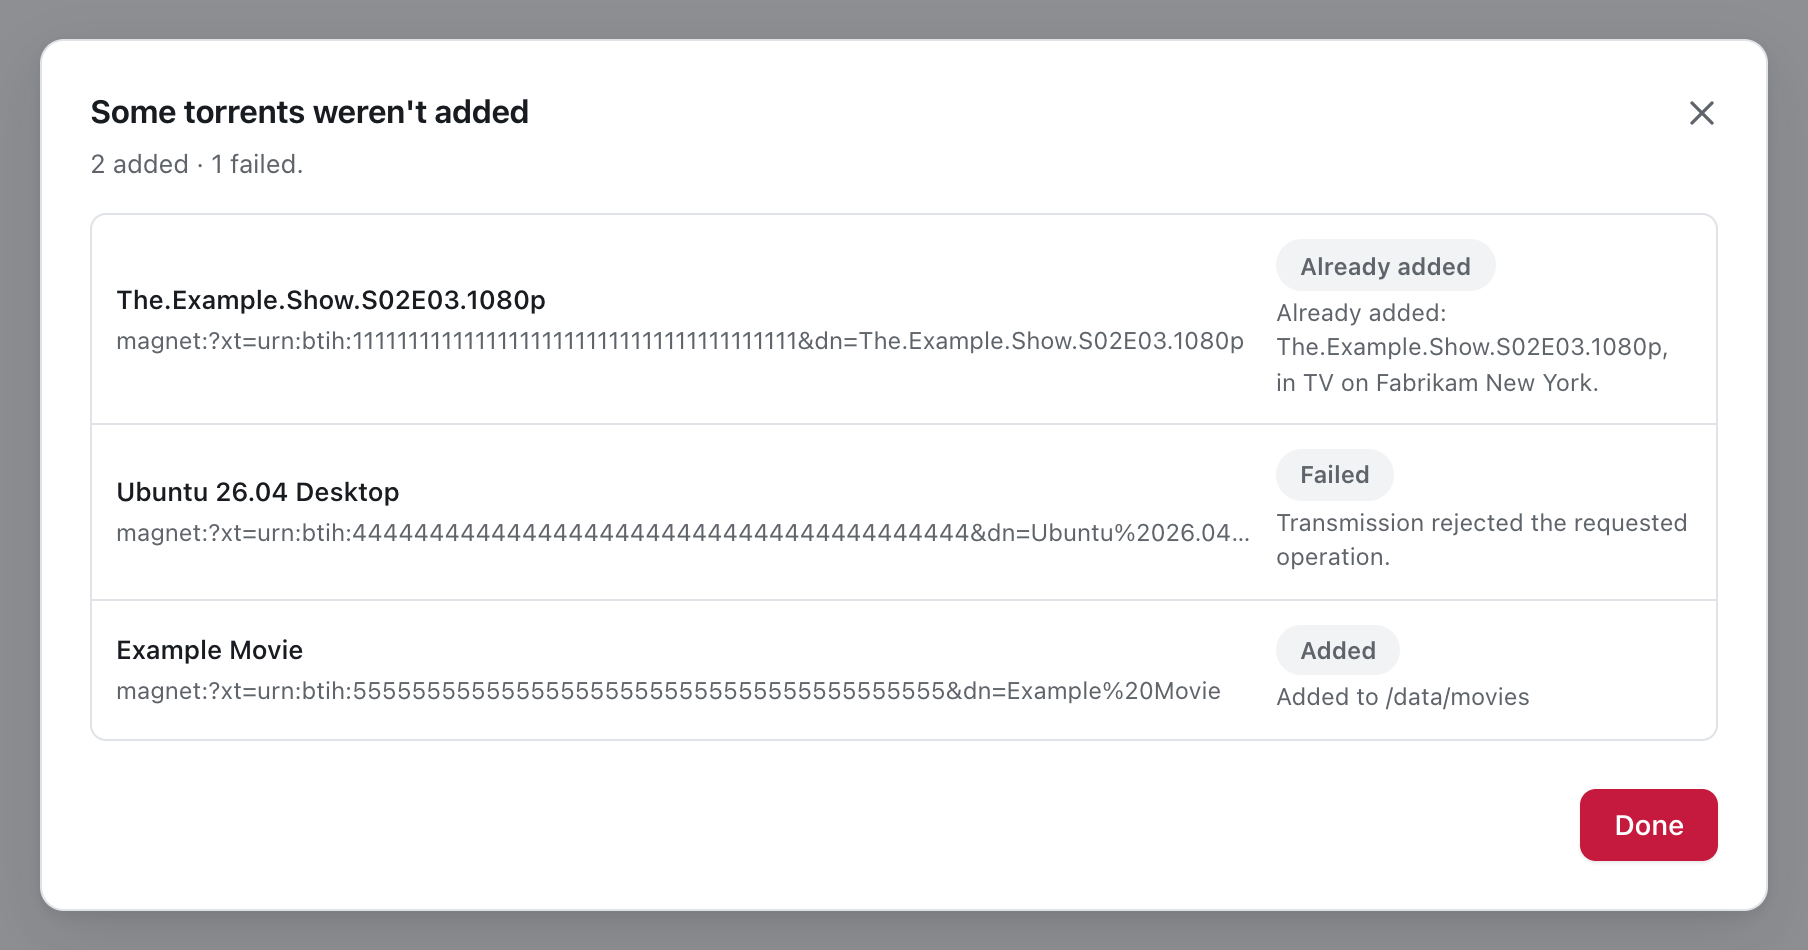 Some torrents weren't added
2 added · 1 failed.
Already added
The.Example.Show.S02E03.1080p
magnet:?xt=urn:btih:1111111111111111111111111111111111111111&dn=The.Example.Show.S02E03.1080p
Already added:
The.Example.Show.S02E03.1080p,
in TV on Fabrikam New York.
Failed
Ubuntu 26.04 Desktop
magnet:?xt=urn:btih:4444444444444444444444444444444444444444&dn=Ubuntu%2026.04...
Transmission rejected the requested
operation.
Added
Example Movie
magnet:?xt=urn:btih:5555555555555555555555555555555555555555&dn=Example%20Movie
Added to /data/movies
Done